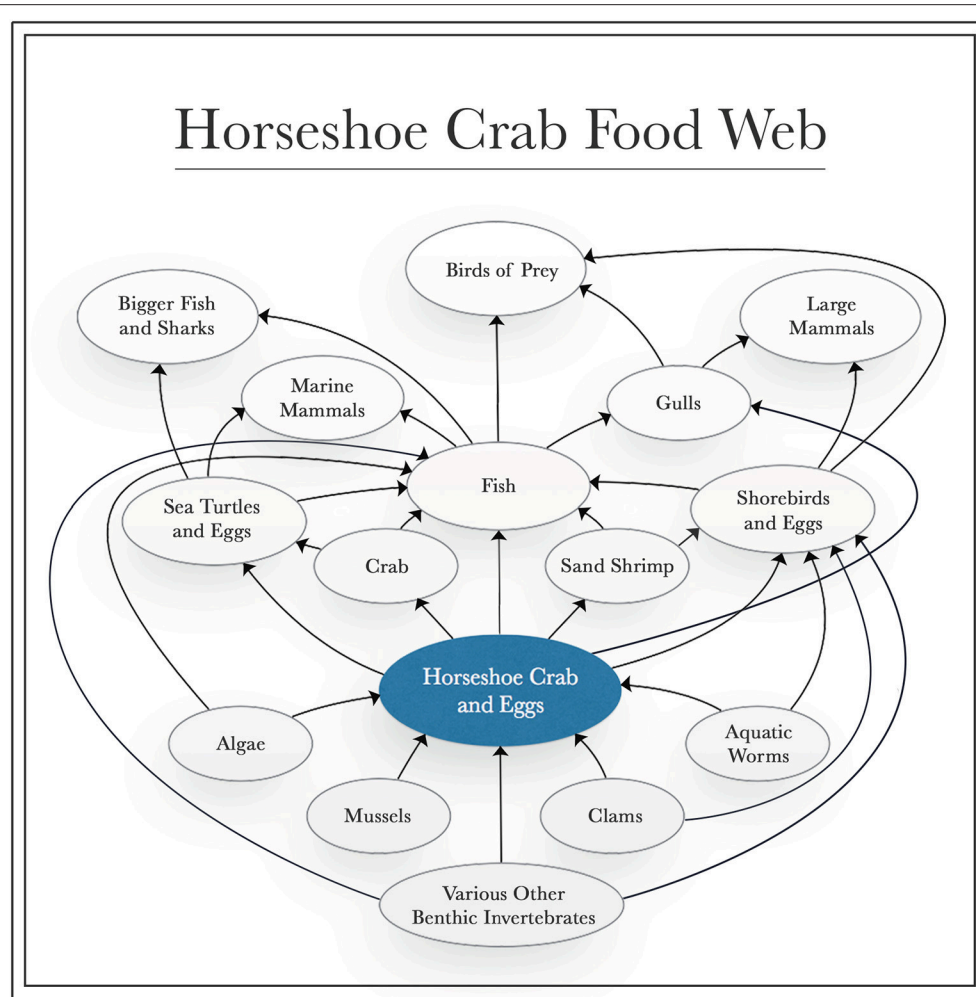 Horseshoe Crab Food Web
Birds of Prey
Bigger Fish
and Sharks
Large
Mammals
Marine
Mammals
Gulls
Fish
Sea Turtles
and Eggs
Shorebirds
and Eggs
Crab
Sand Shrimp
Horseshoe Crab
and Eggs
Algae
Aquatic
Worms
Mussels
Clams
Various Other
Benthic Invertebrates